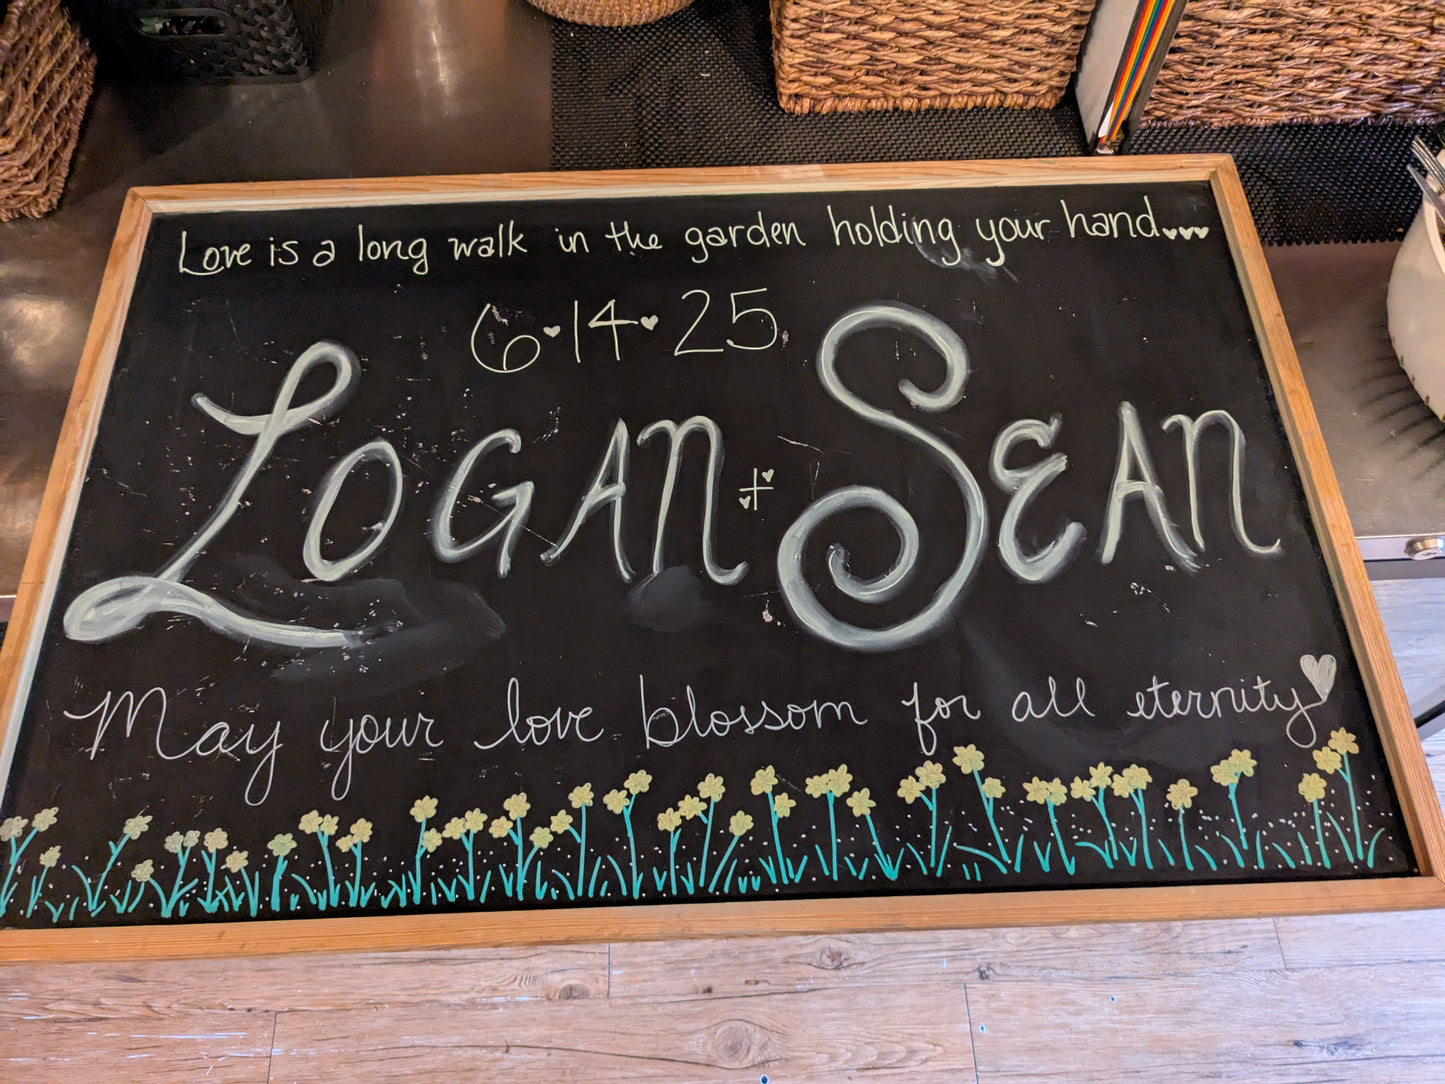 Love is a long walk in the garden holding your hand♥♥♥
6♥14♥25
LOGAN + SEAN
May your love blossom for all eternity♥